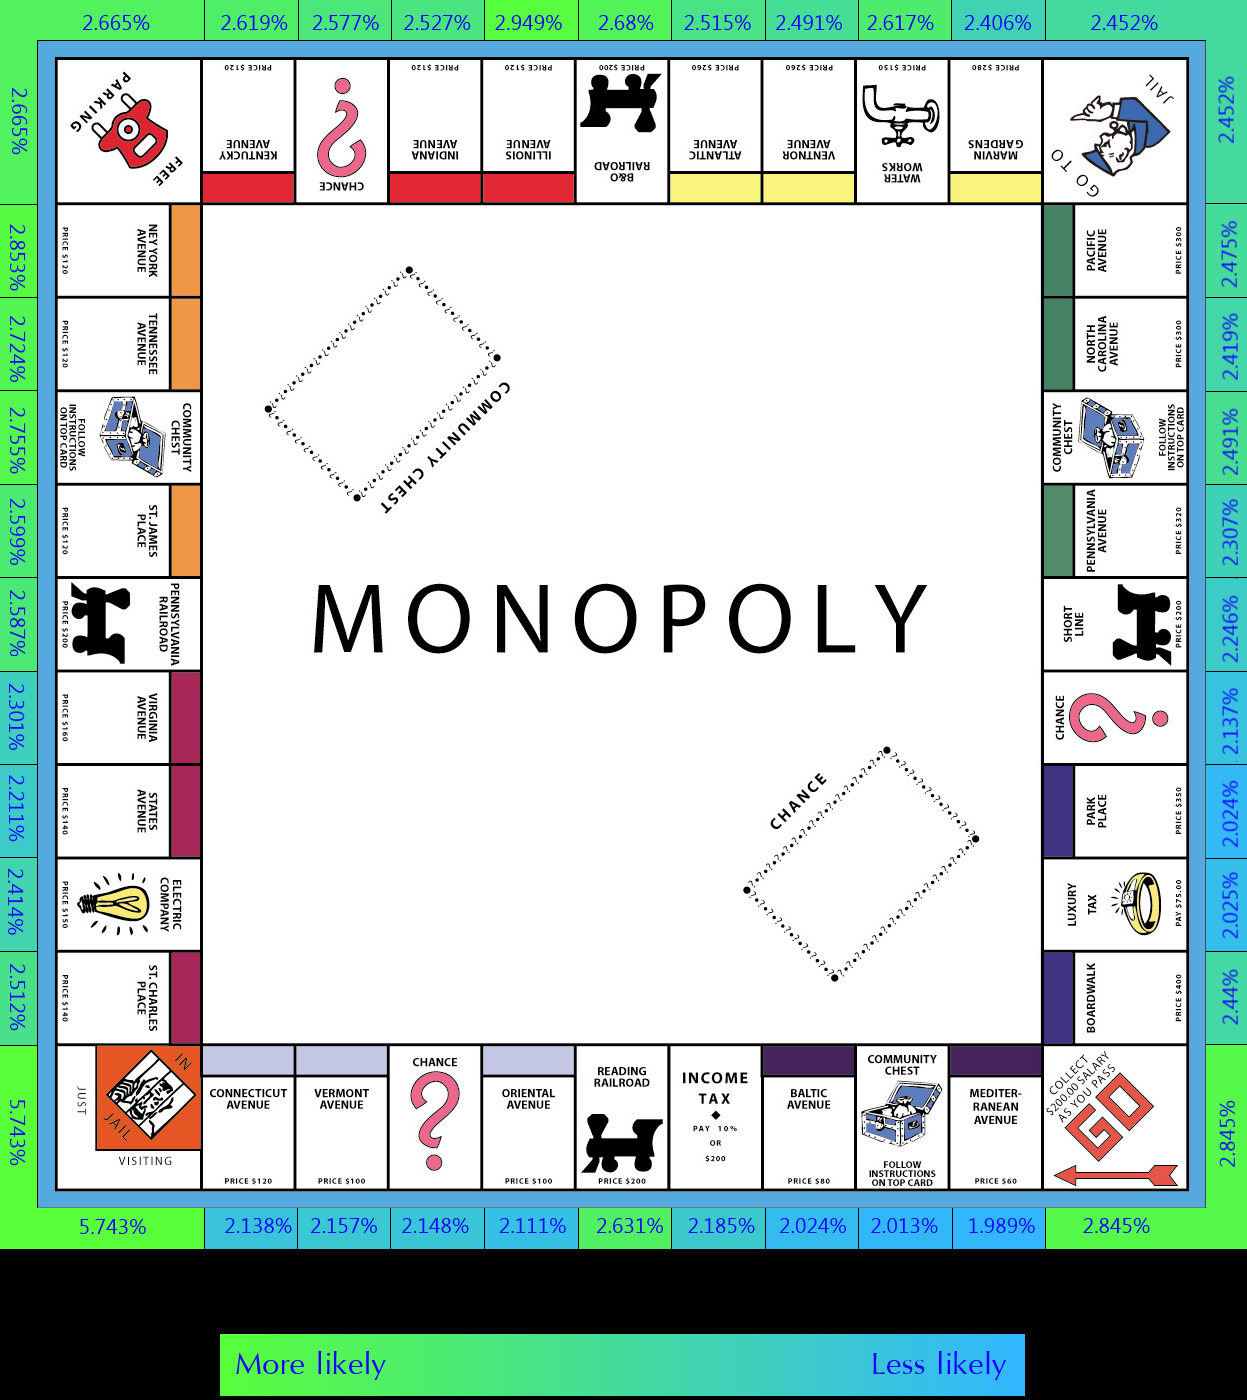 2.665%
2.619%
2.577%
2.527%
2.949%
2.68%
2.515%
2.491%
2.617%
2.406%
2.452%
2.665%
FREE
PARKING
PRICE $120
KENTUCKY
AVENUE
CHANCE
PRICE $120
INDIANA
AVENUE
PRICE $120
ILLINOIS
AVENUE
PRICE $200
B&O
RAILROAD
PRICE $260
ATLANTIC
AVENUE
PRICE $260
VENTNOR
AVENUE
PRICE $150
WATER
WORKS
PRICE $280
MARVIN
GARDENS
GO TO
JAIL
2.452%
2.853%
NEY YORK
AVENUE
PRICE $120
2.724%
TENNESSEE
AVENUE
PRICE $120
2.755%
COMMUNITY
CHEST
FOLLOW
INSTRUCTIONS
ON TOP CARD
2.599%
ST. JAMES
PLACE
PRICE $120
2.587%
PENNSYLVANIA
RAILROAD
PRICE $200
2.301%
VIRGINIA
AVENUE
PRICE $160
2.211%
STATES
AVENUE
PRICE $140
2.414%
ELECTRIC
COMPANY
PRICE $150
2.512%
ST. CHARLES
PLACE
PRICE $140
COMMUNITY CHEST
MONOPOLY
CHANCE
PACIFIC
AVENUE
PRICE $300
2.475%
NORTH
CAROLINA
AVENUE
PRICE $300
2.419%
COMMUNITY
CHEST
FOLLOW
INSTRUCTIONS
ON TOP CARD
2.491%
PENNSYLVANIA
AVENUE
PRICE $320
2.307%
SHORT
LINE
PRICE $200
2.246%
CHANCE
2.137%
PARK
PLACE
PRICE $350
2.024%
LUXURY
TAX
PAY $75.00
2.025%
BOARDWALK
PRICE $400
2.44%
5.743%
JUST
VISITING
IN
JAIL
CONNECTICUT
AVENUE
PRICE $120
VERMONT
AVENUE
PRICE $100
CHANCE
ORIENTAL
AVENUE
PRICE $100
READING
RAILROAD
PRICE $200
INCOME
TAX
PAY 10%
OR
$200
BALTIC
AVENUE
PRICE $80
COMMUNITY
CHEST
FOLLOW
INSTRUCTIONS
ON TOP CARD
MEDITER-
RANEAN
AVENUE
PRICE $60
COLLECT
$200.00 SALARY
AS YOU PASS
GO
2.845%
5.743%
2.138%
2.157%
2.148%
2.111%
2.631%
2.185%
2.024%
2.013%
1.989%
2.845%
More likely
Less likely